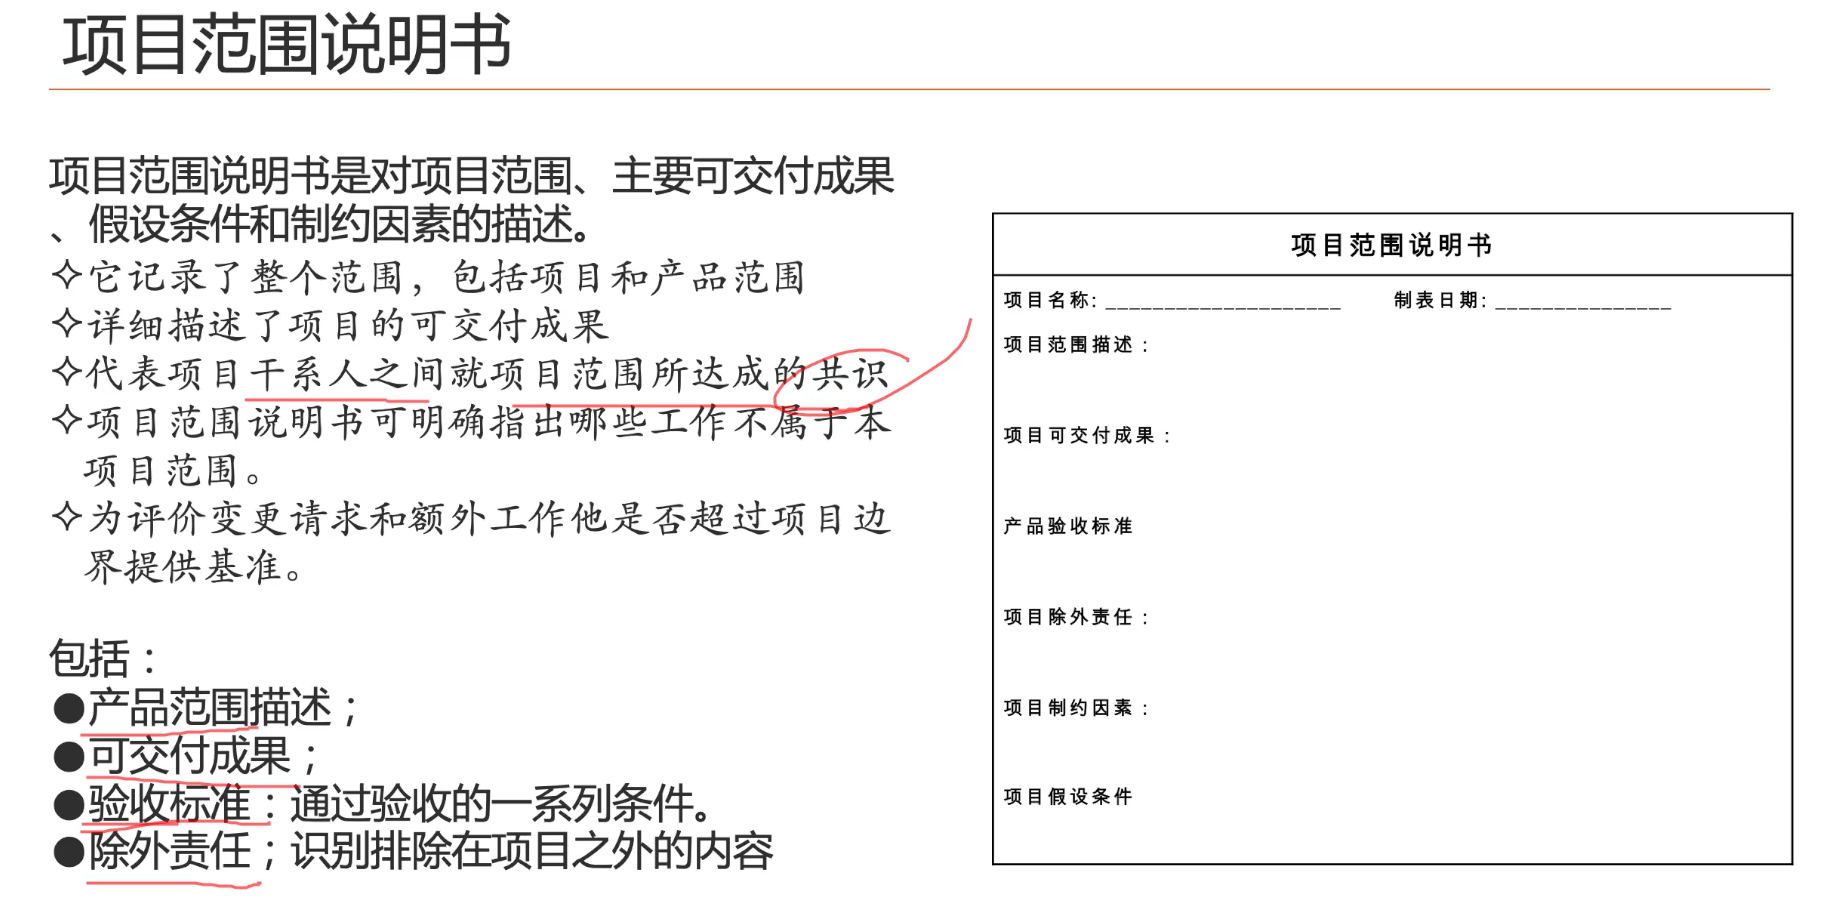 项目范围说明书
项目范围说明书是对项目范围、主要可交付成果
、假设条件和制约因素的描述。
✧它记录了整个范围，包括项目和产品范围
✧详细描述了项目的可交付成果
✧代表项目干系人之间就项目范围所达成的共识
✧项目范围说明书可明确指出哪些工作不属于本
项目范围。
✧为评价变更请求和额外工作他是否超过项目边
界提供基准。
包括：
●产品范围描述；
●可交付成果；
●验收标准：通过验收的一系列条件。
●除外责任；识别排除在项目之外的内容
项目范围说明书
项目名称：____________________ 制表日期：_______________
项目范围描述：
项目可交付成果：
产品验收标准
项目除外责任：
项目制约因素：
项目假设条件